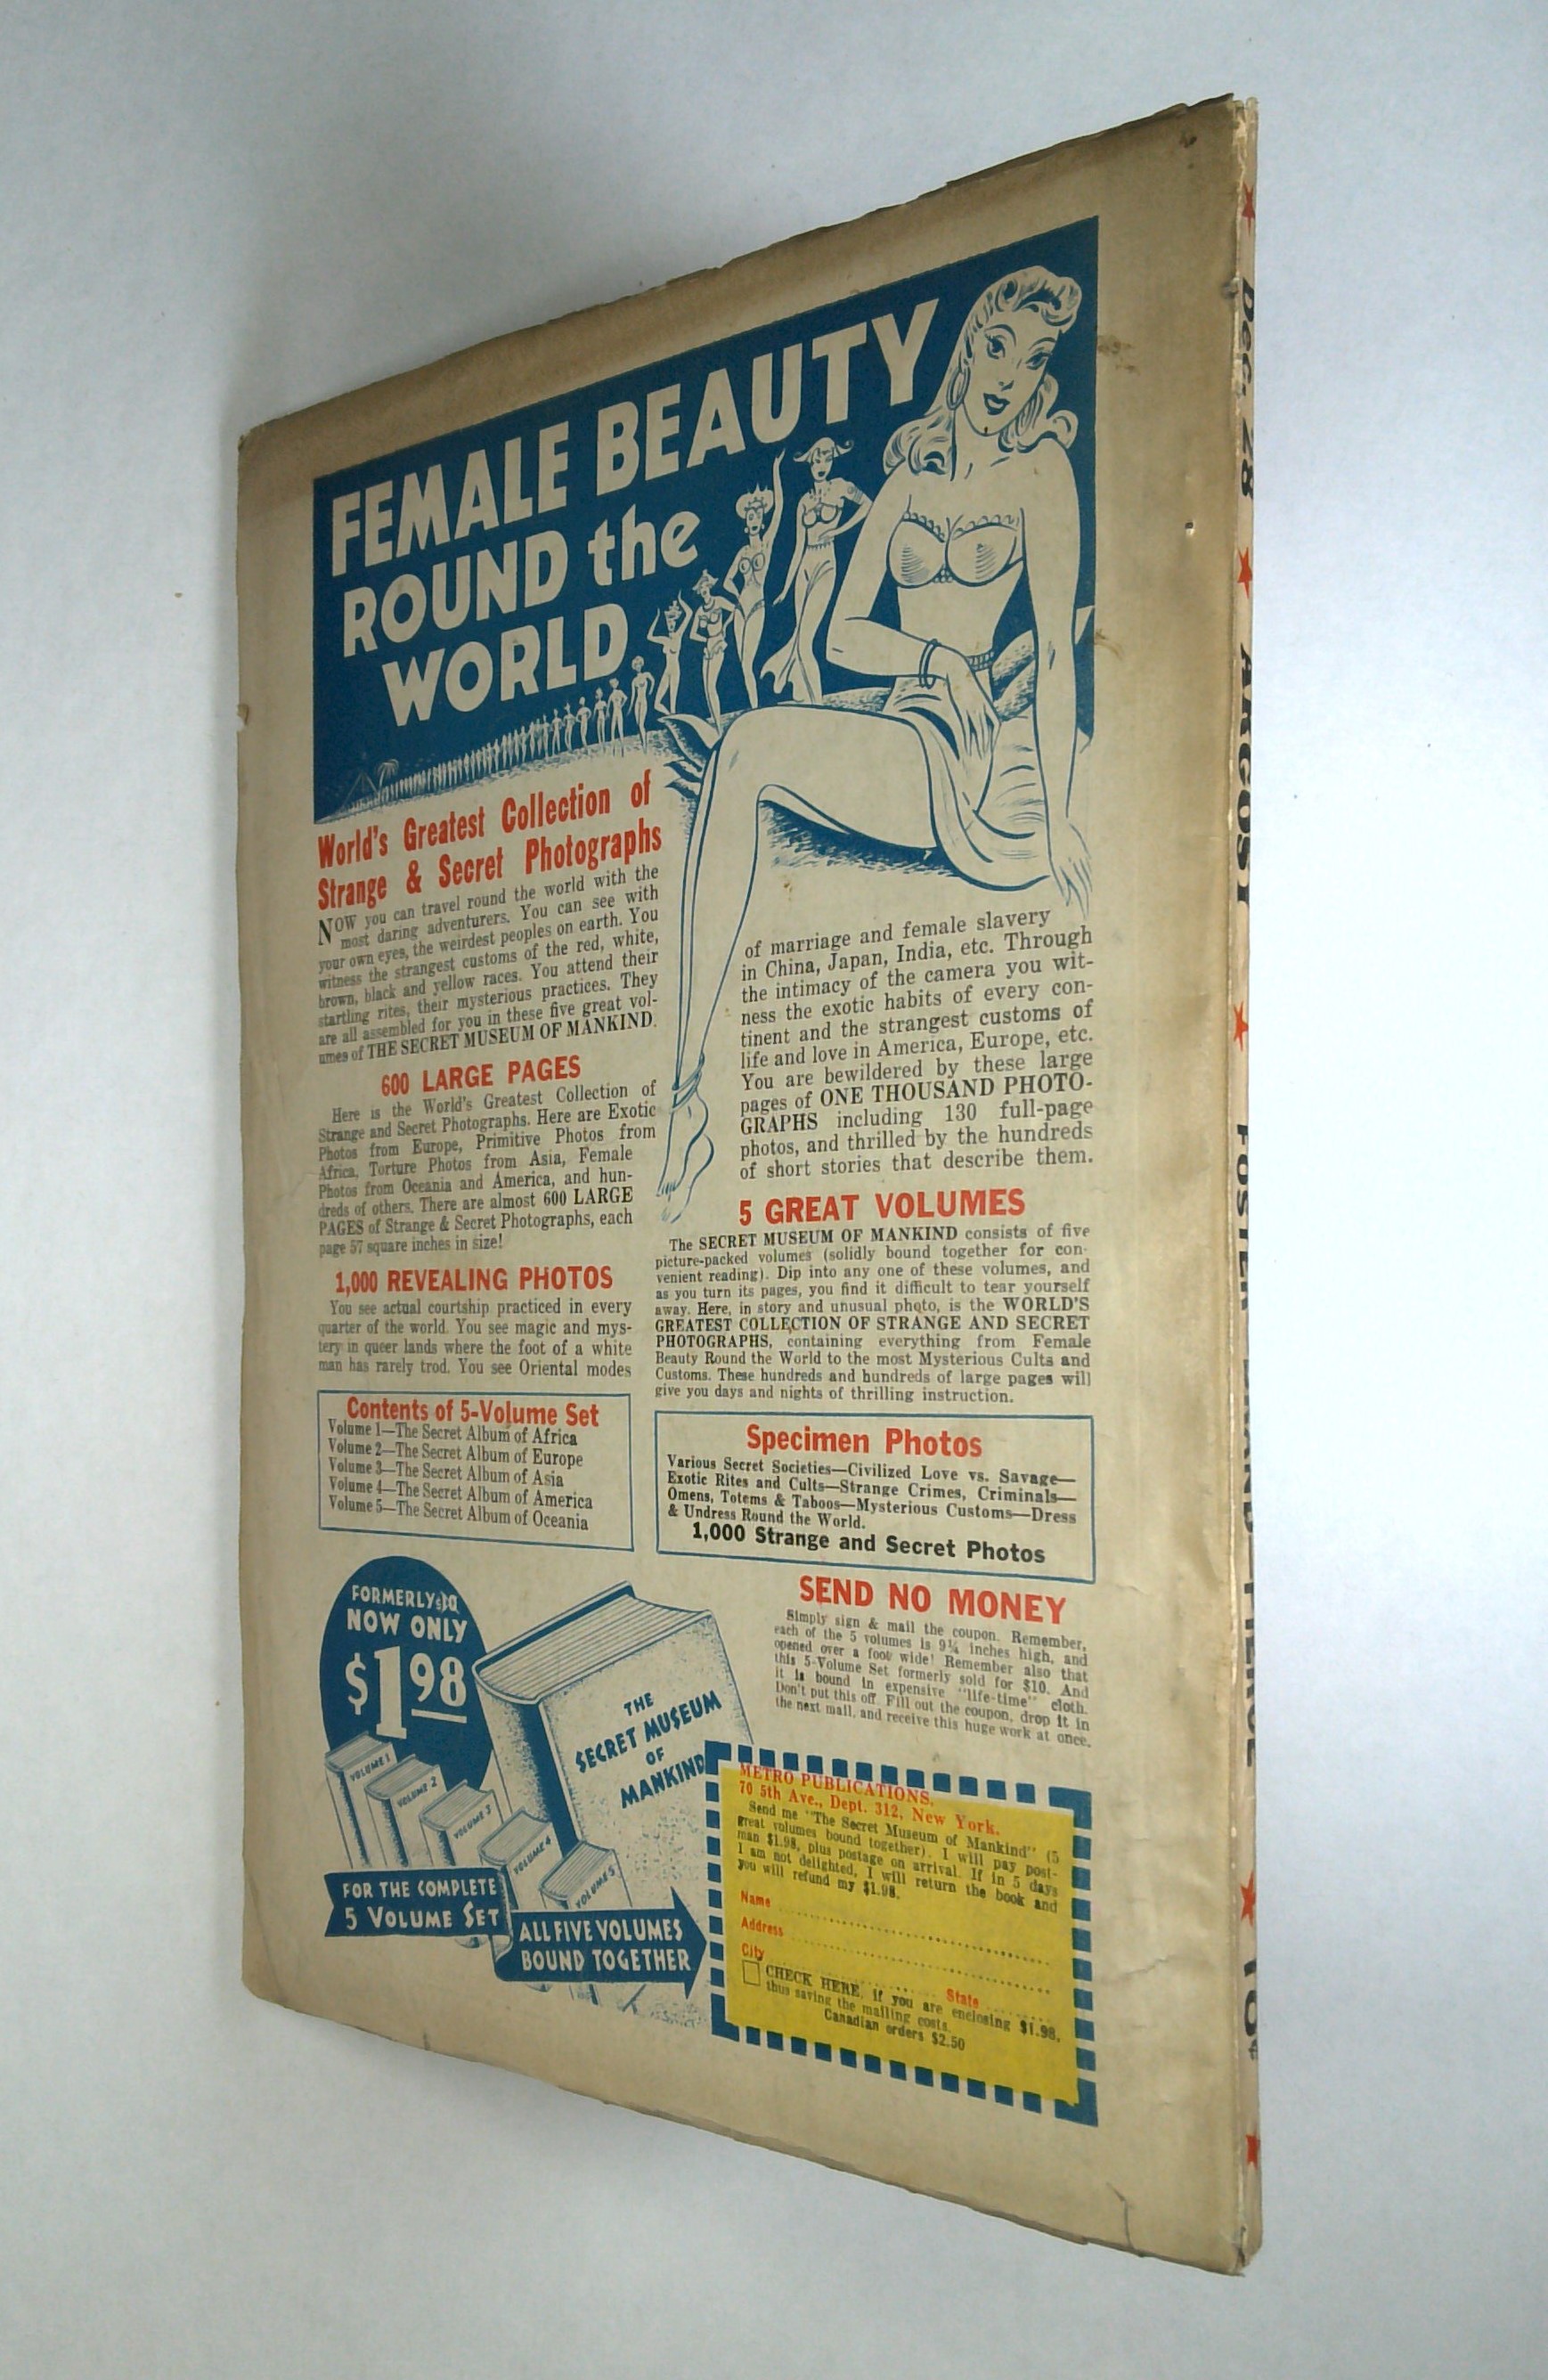 FEMALE BEAUTY
ROUND the
WORLD
World's Greatest Collection of
Strange & Secret Photographs
NOW you can travel round the world with the
most daring adventurers. You can see with
your own eyes, the weirdest peoples on earth. You
witness the strangest customs of the red, white,
brown, black and yellow races. You attend their
startling rites, their mysterious practices. They
are all assembled for you in these five great vol-
umes of THE SECRET MUSEUM OF MANKIND.
600 LARGE PAGES
Here is the World's Greatest Collection of
Strange and Secret Photographs. Here are Exotic
Photos from Europe, Primitive Photos from
Africa, Torture Photos from Asia, Female
Photos from Oceania and America, and hun-
dreds of others. There are almost 600 LARGE
PAGES of Strange & Secret Photographs, each
page 57 square inches in size!
1,000 REVEALING PHOTOS
You see actual courtship practiced in every
quarter of the world. You see magic and mys-
tery in queer lands where the foot of a white
man has rarely trod. You see Oriental modes
of marriage and female slavery
in China, Japan, India, etc. Through
the intimacy of the camera you wit-
ness the exotic habits of every con-
tinent and the strangest customs of
life and love in America, Europe, etc.
You are bewildered by these large
pages of ONE THOUSAND PHOTO-
GRAPHS including 130 full-page
photos, and thrilled by the hundreds
of short stories that describe them.
5 GREAT VOLUMES
The SECRET MUSEUM OF MANKIND consists of five
picture-packed volumes (solidly bound together for con-
venient reading). Dip into any one of these volumes, and
as you turn its pages, you find it difficult to tear yourself
away. Here, in story and unusual photo, is the WORLD'S
GREATEST COLLECTION OF STRANGE AND SECRET
PHOTOGRAPHS, containing everything from Female
Beauty Round the World to the most Mysterious Cults and
Customs. These hundreds and hundreds of large pages will
give you days and nights of thrilling instruction.
Contents of 5-Volume Set
Volume 1—The Secret Album of Africa
Volume 2—The Secret Album of Europe
Volume 3—The Secret Album of Asia
Volume 4—The Secret Album of America
Volume 5—The Secret Album of Oceania
Specimen Photos
Various Secret Societies—Civilized Love vs. Savage—
Exotic Rites and Cults—Strange Crimes, Criminals—
Omens, Totems & Taboos—Mysterious Customs—Dress
& Undress Round the World.
1,000 Strange and Secret Photos
FORMERLY $10
NOW ONLY
$1.98
VOLUME 1
VOLUME 2
VOLUME 3
VOLUME 4
VOLUME 5
FOR THE COMPLETE
5 VOLUME SET
ALL FIVE VOLUMES
BOUND TOGETHER
THE
SECRET MUSEUM
OF
MANKIND
SEND NO MONEY
Simply sign & mail the coupon. Remember,
each of the 5 volumes is 9¼ inches high, and
opened over a foot wide! Remember also that
this 5-Volume Set formerly sold for $10. And
it is bound in expensive "life-time" cloth.
Don't put this off. Fill out the coupon, drop it in
the next mail, and receive this huge work at once.
METRO PUBLICATIONS,
70 5th Ave., Dept. 312, New York.
Send me "The Secret Museum of Mankind" (5
great volumes bound together). I will pay post-
man $1.98, plus postage on arrival. If in 5 days
I am not delighted, I will return the book and
you will refund my $1.98.
Name
Address
City State
CHECK HERE, if you are enclosing $1.98,
thus saving the mailing costs.
Canadian orders $2.50
Dec. 28 ★ ARGOSY ★ FOSTER-HARRIS
10¢